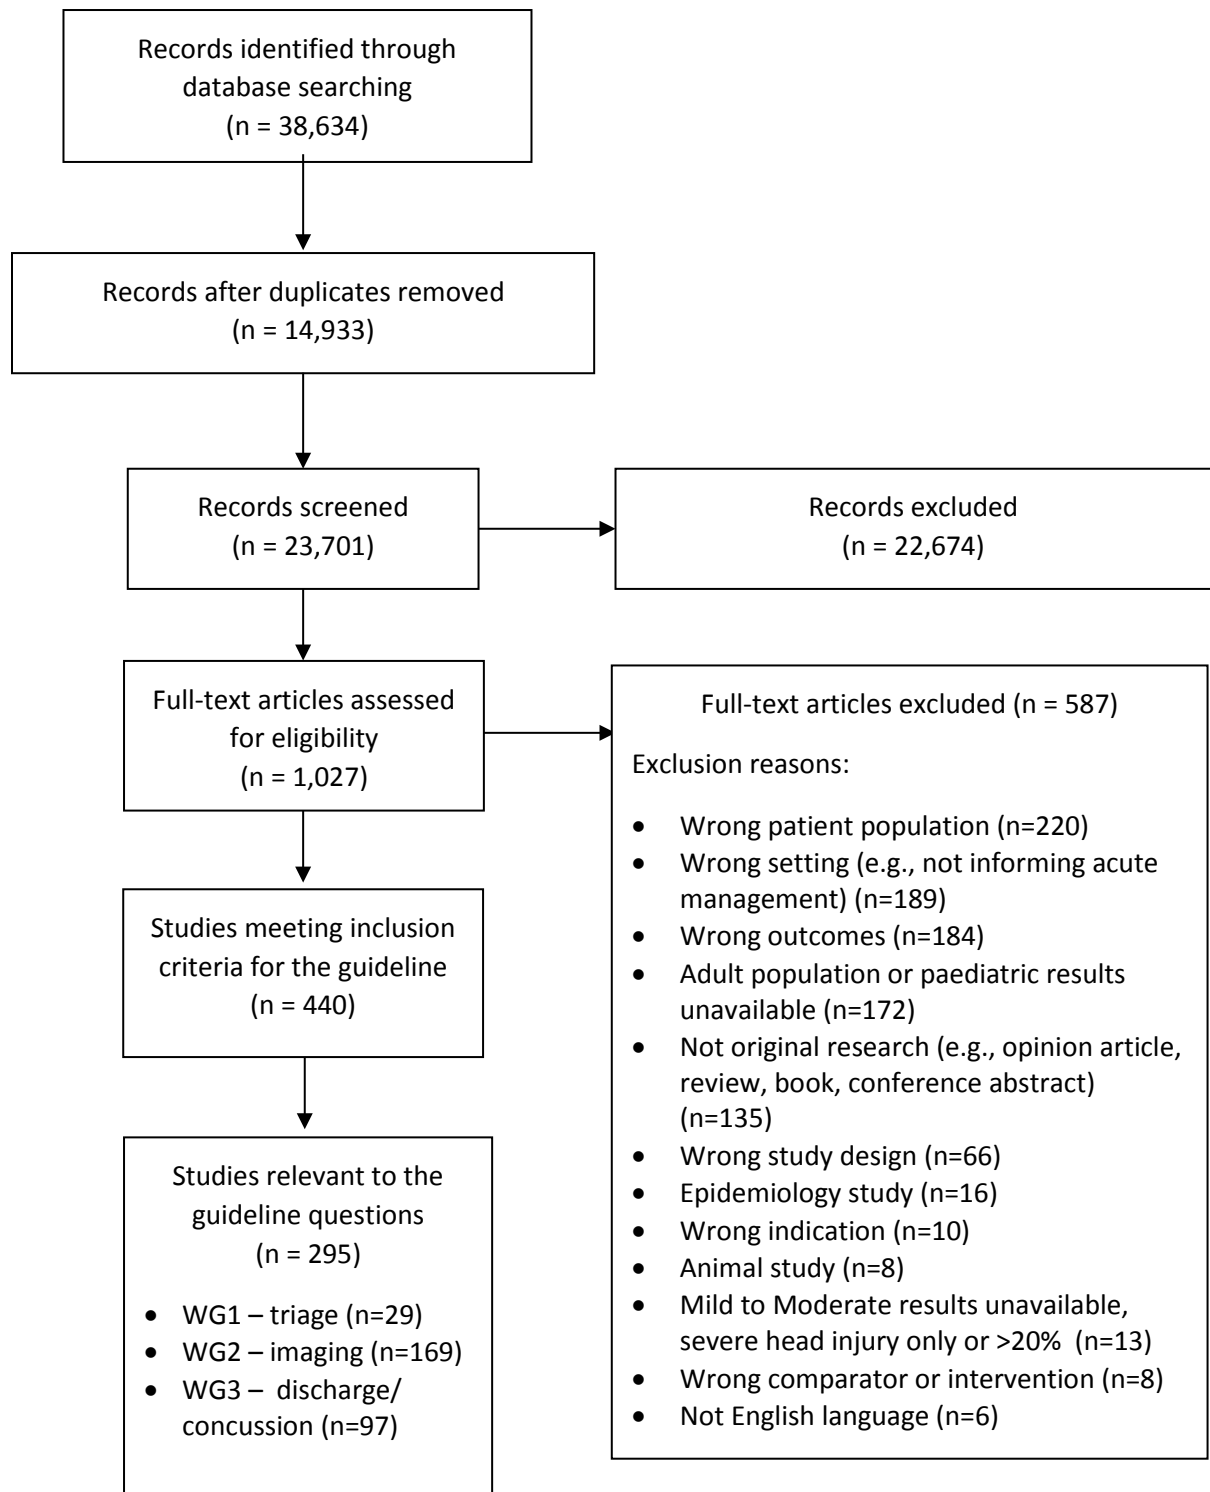 Records identified through
database searching
(n = 38,634)
Records after duplicates removed
(n = 14,933)
Records screened
(n = 23,701)
Records excluded
(n = 22,674)
Full-text articles assessed
for eligibility
(n = 1,027)
Full-text articles excluded (n = 587)
Exclusion reasons:
• Wrong patient population (n=220)
• Wrong setting (e.g., not informing acute
management) (n=189)
• Wrong outcomes (n=184)
• Adult population or paediatric results
unavailable (n=172)
• Not original research (e.g., opinion article,
review, book, conference abstract)
(n=135)
• Wrong study design (n=66)
• Epidemiology study (n=16)
• Wrong indication (n=10)
• Animal study (n=8)
• Mild to Moderate results unavailable,
severe head injury only or >20% (n=13)
• Wrong comparator or intervention (n=8)
• Not English language (n=6)
Studies meeting inclusion
criteria for the guideline
(n = 440)
Studies relevant to the
guideline questions
(n = 295)
• WG1 – triage (n=29)
• WG2 – imaging (n=169)
• WG3 – discharge/
concussion (n=97)